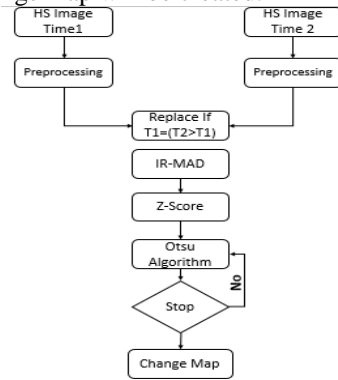 HS Image
Time1
HS Image
Time 2
Preprocessing
Preprocessing
Replace If
T1=(T2>T1)
IR-MAD
Z-Score
Otsu
Algorithm
No
Stop
Change Map